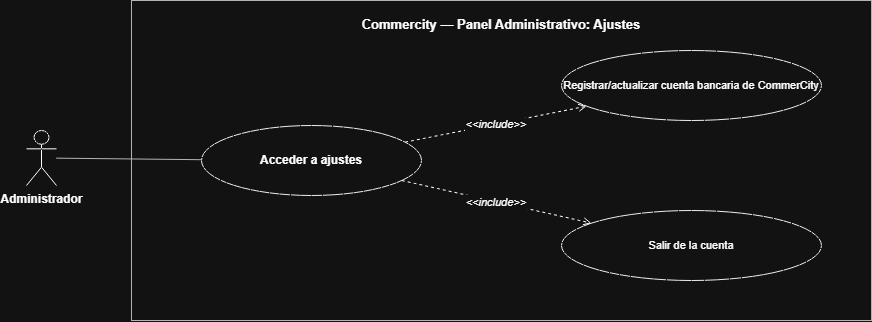 Commercity — Panel Administrativo: Ajustes
Registrar/actualizar cuenta bancaria de CommerCity
<<include>>
Acceder a ajustes
Administrador
<<include>>
Salir de la cuenta